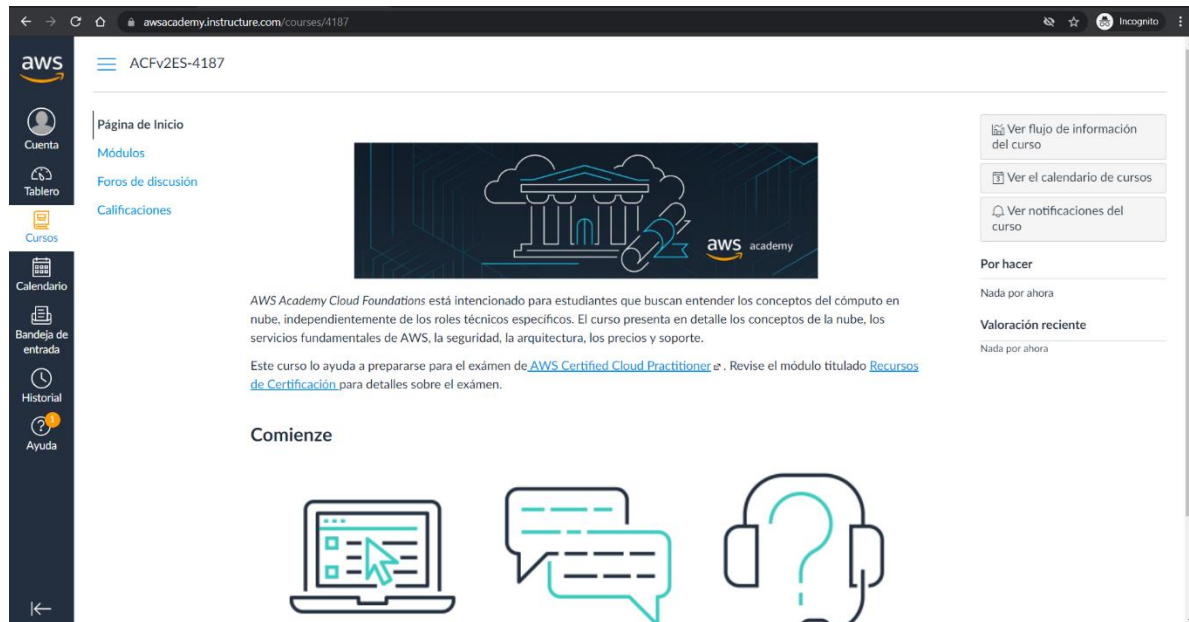 awsacademy.instructure.com/courses/4187
Incognito
aws
ACFv2ES-4187
Cuenta
Tablero
Cursos
Calendario
Bandeja de
entrada
Historial
1
Ayuda
Página de Inicio
Módulos
Foros de discusión
Calificaciones
aws academy
AWS Academy Cloud Foundations está intencionado para estudiantes que buscan entender los conceptos del cómputo en
nube, independientemente de los roles técnicos específicos. El curso presenta en detalle los conceptos de la nube, los
servicios fundamentales de AWS, la seguridad, la arquitectura, los precios y soporte.
Este curso lo ayuda a prepararse para el exámen de AWS Certified Cloud Practitioner . Revise el módulo titulado Recursos
de Certificación para detalles sobre el exámen.
Comienze
Ver flujo de información
del curso
Ver el calendario de cursos
Ver notificaciones del
curso
Por hacer
Nada por ahora
Valoración reciente
Nada por ahora